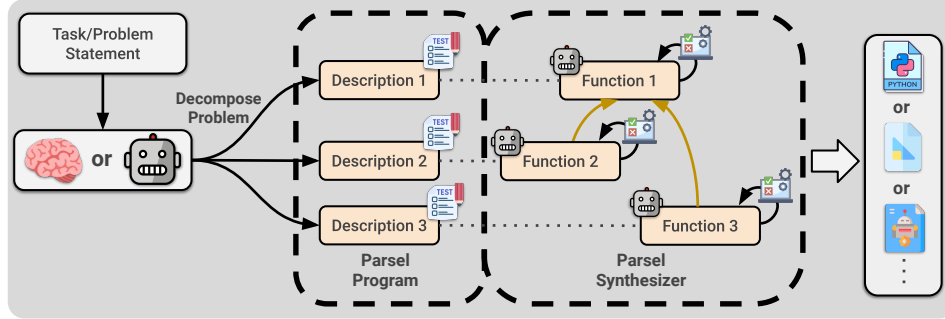 Task/Problem
Statement
or
Decompose
Problem
TEST
Description 1
TEST
Description 2
TEST
Description 3
Parsel
Program
Function 1
Function 2
Function 3
Parsel
Synthesizer
PYTHON
or
or